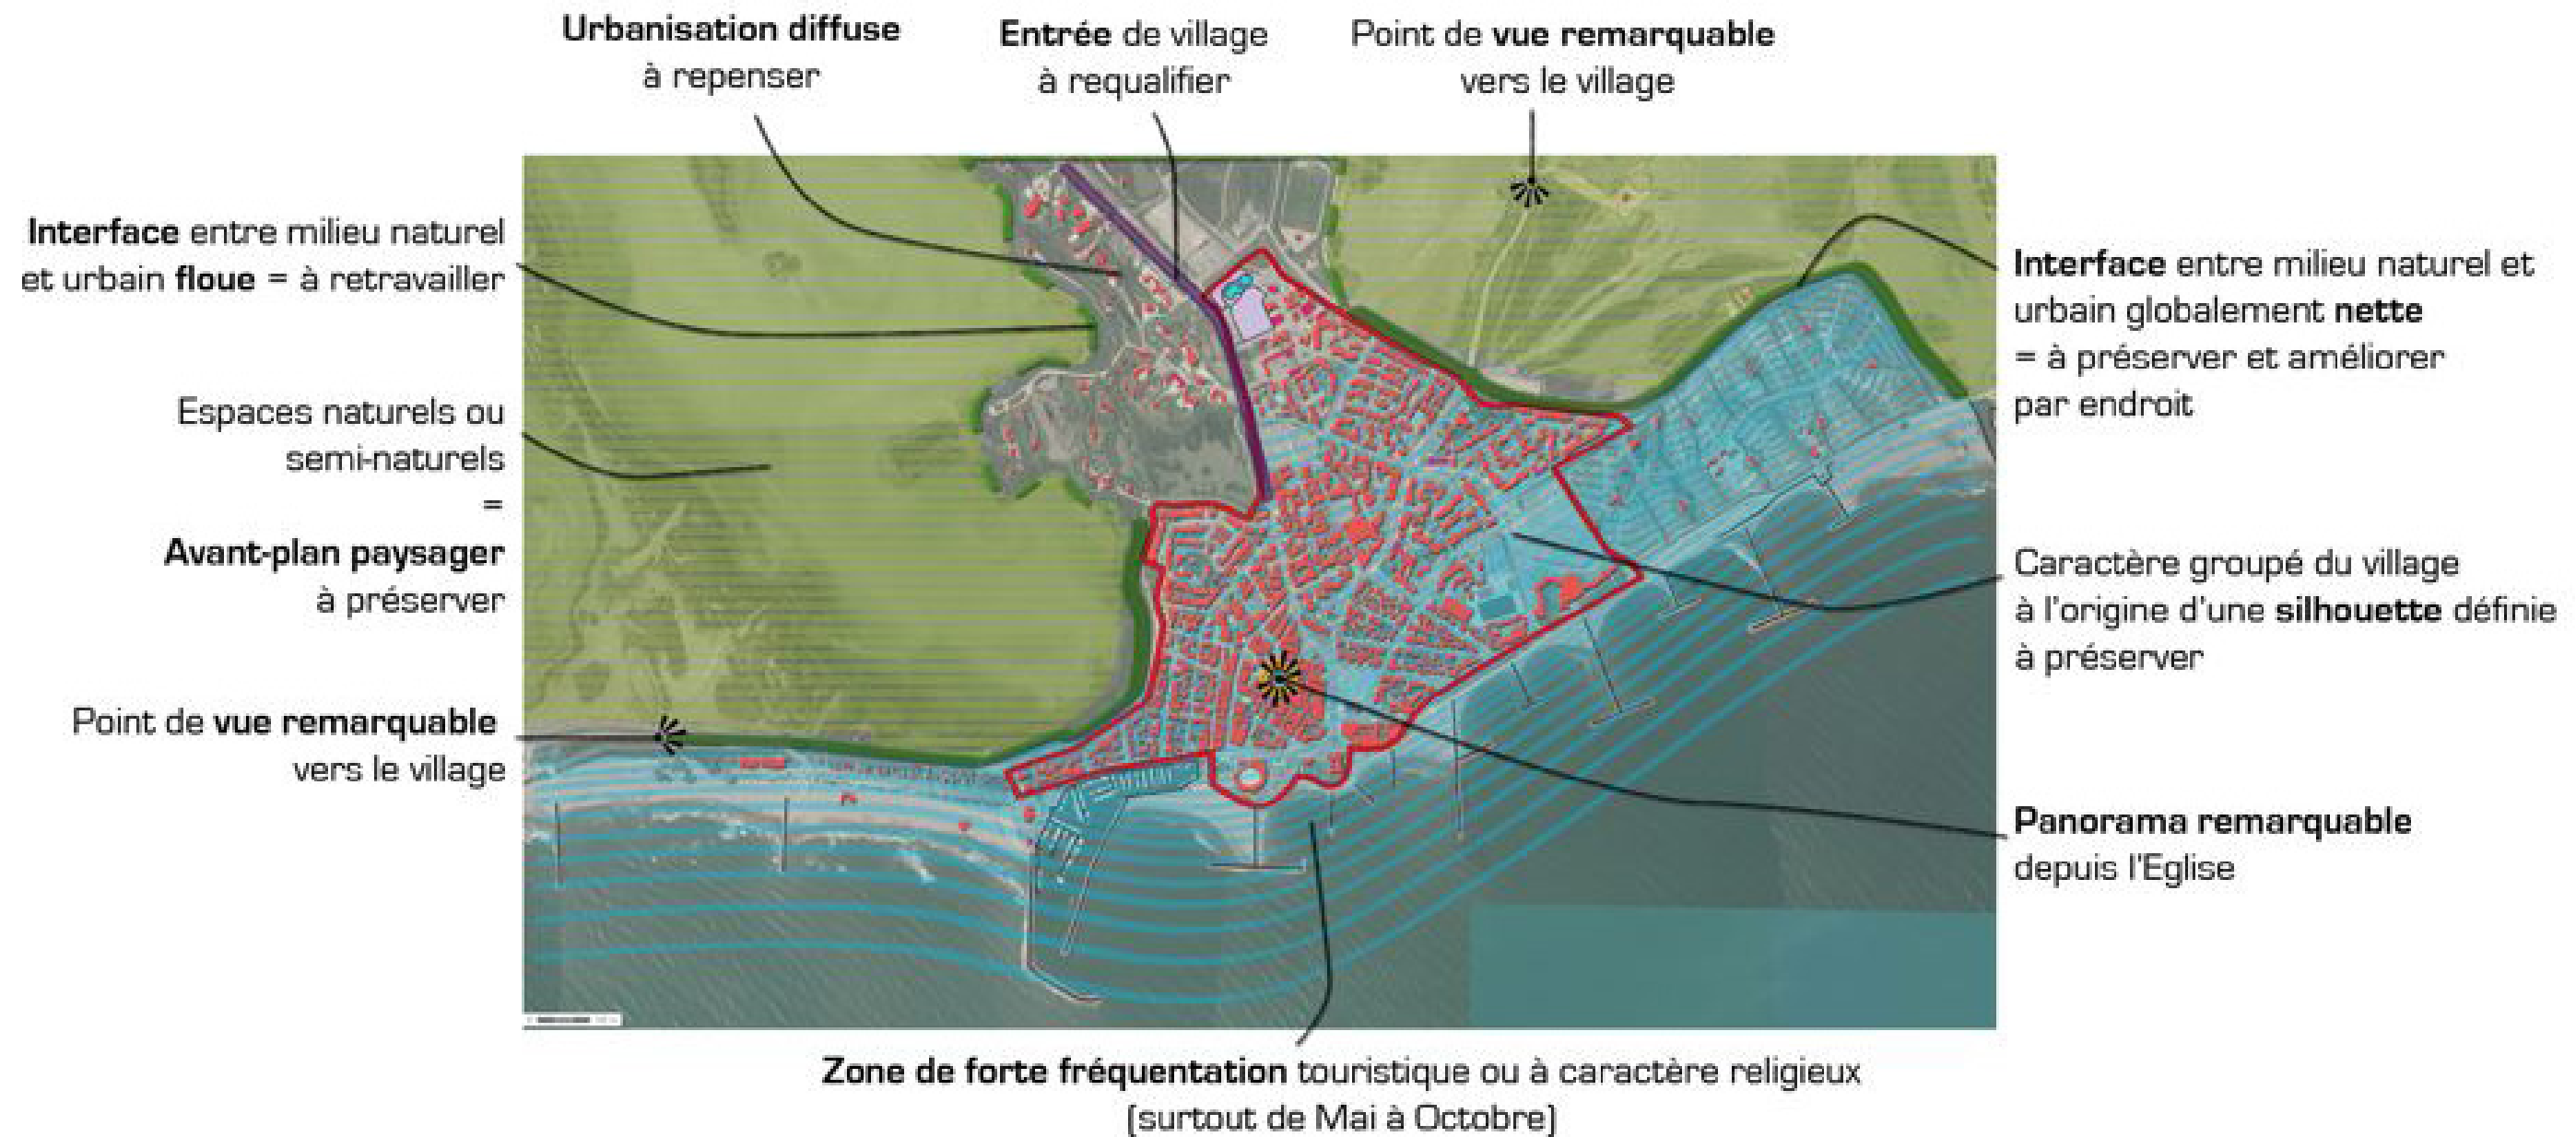 Urbanisation diffuse
à repenser
Entrée de village
à requalifier
Point de vue remarquable
vers le village
Interface entre milieu naturel
et urbain floue = à retravailler
Espaces naturels ou
semi-naturels
=
Avant-plan paysager
à préserver
Point de vue remarquable
vers le village
Interface entre milieu naturel et
urbain globalement nette
= à préserver et améliorer
par endroit
Caractère groupé du village
à l'origine d'une silhouette définie
à préserver
Panorama remarquable
depuis l'Eglise
Zone de forte fréquentation touristique ou à caractère religieux
(surtout de Mai à Octobre)